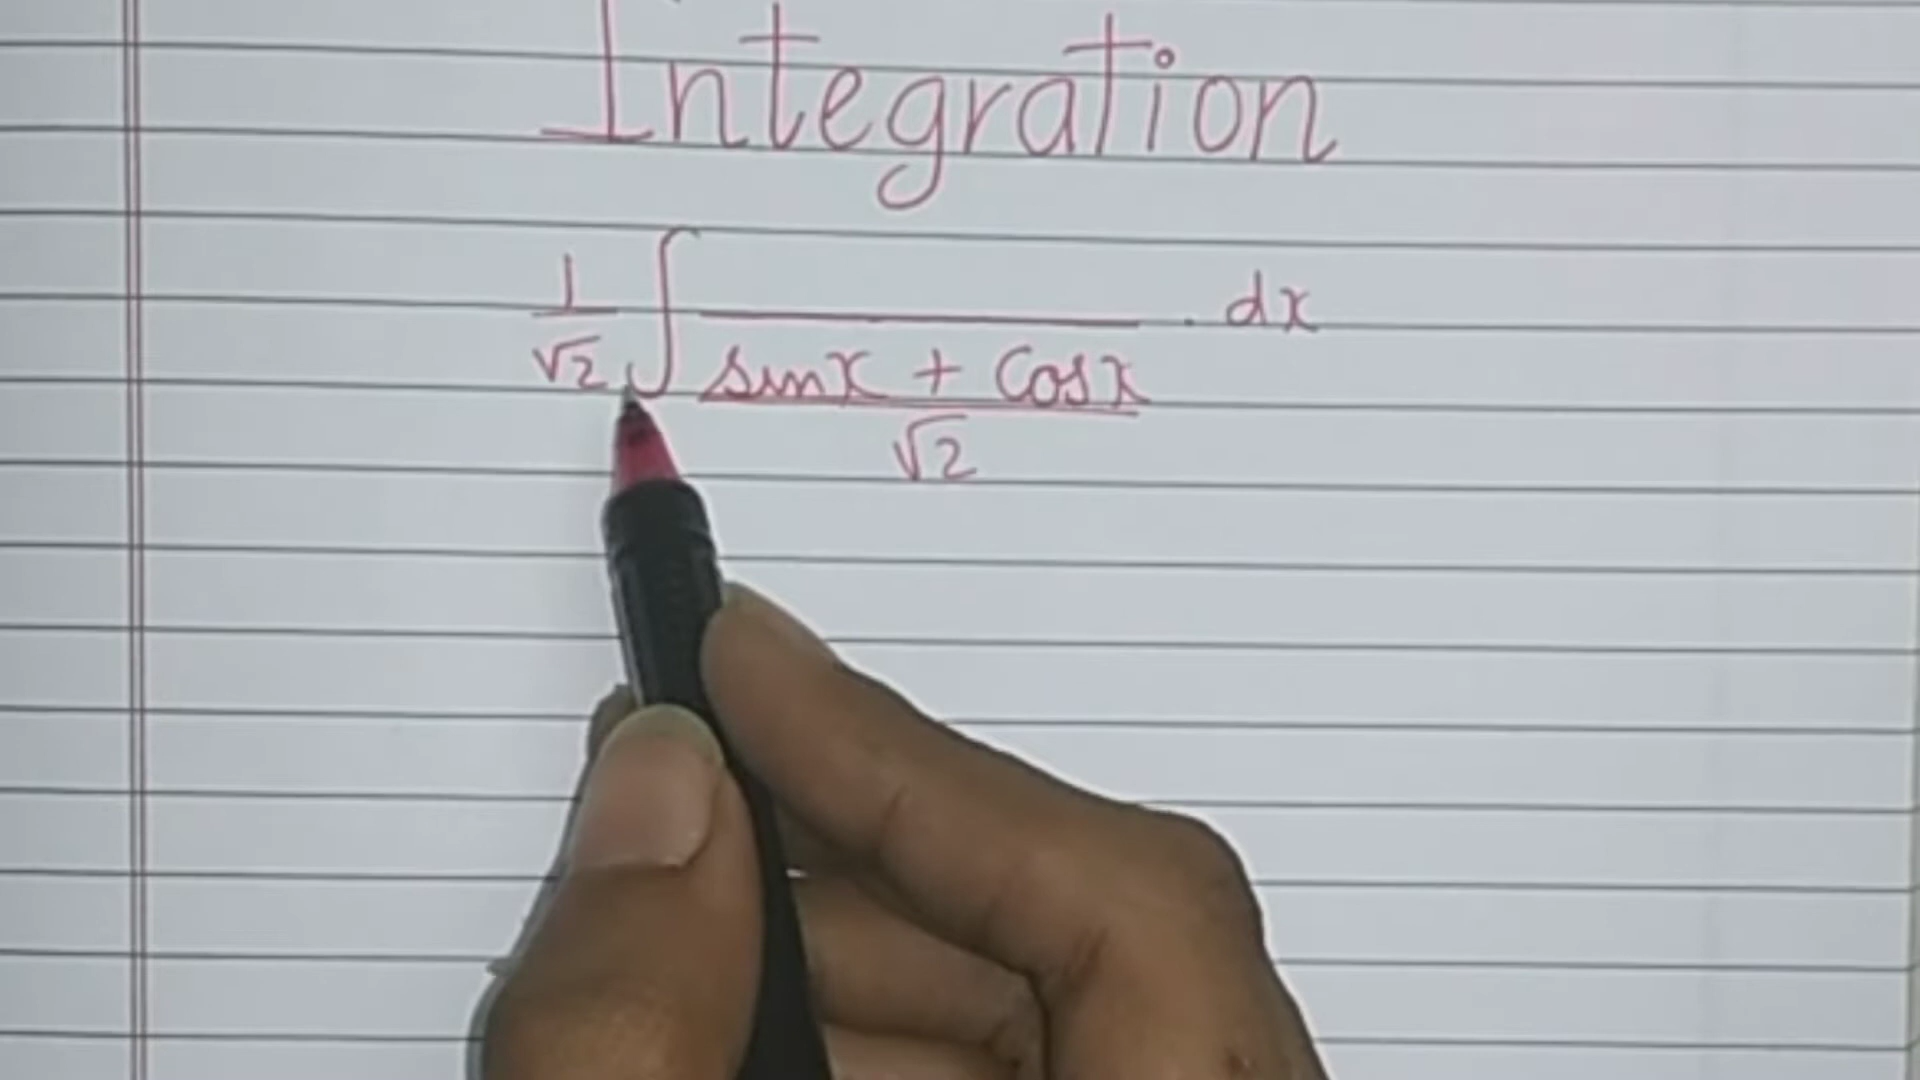 Integration
1/√2 ∫ ─── / (sinx + cosx / √2) . dx